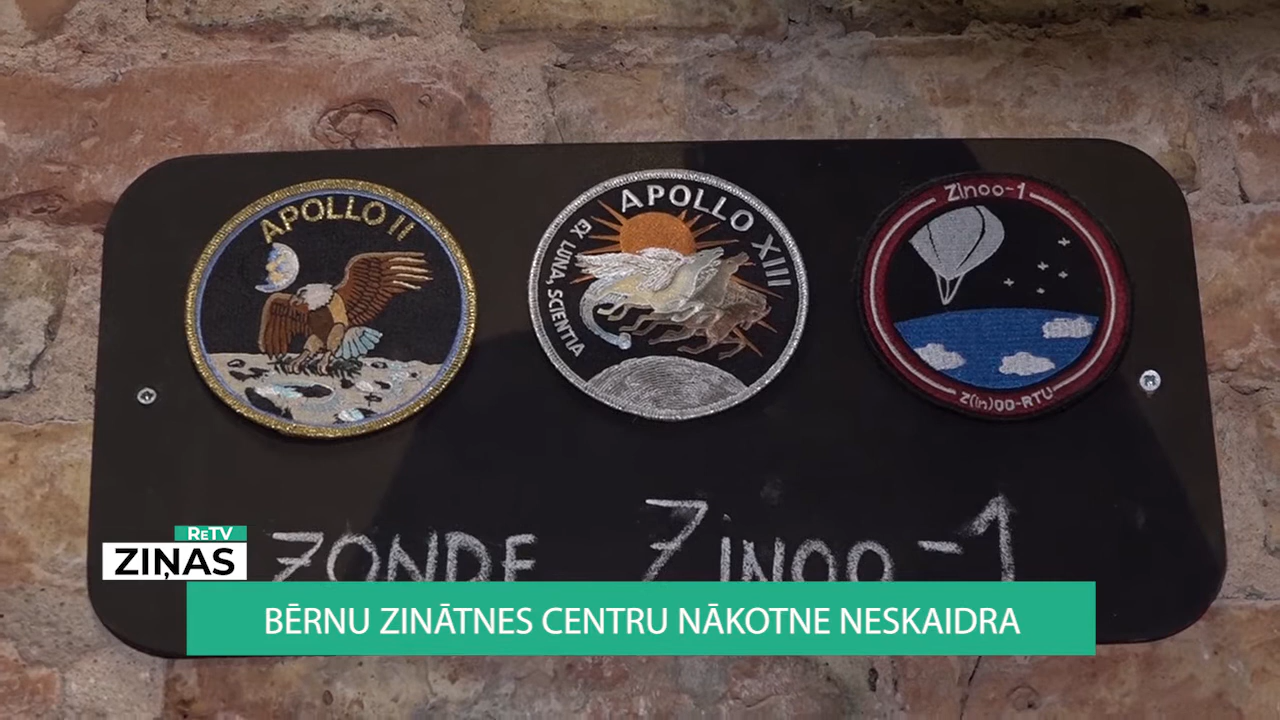 APOLLO 11
APOLLO XIII
EX LUNA, SCIENTIA
Zinoo-1
Z(in)OO-RTU
ZONDE Zinoo-1
ReTV
ZIŅAS
BĒRNU ZINĀTNES CENTRU NĀKOTNE NESKAIDRA